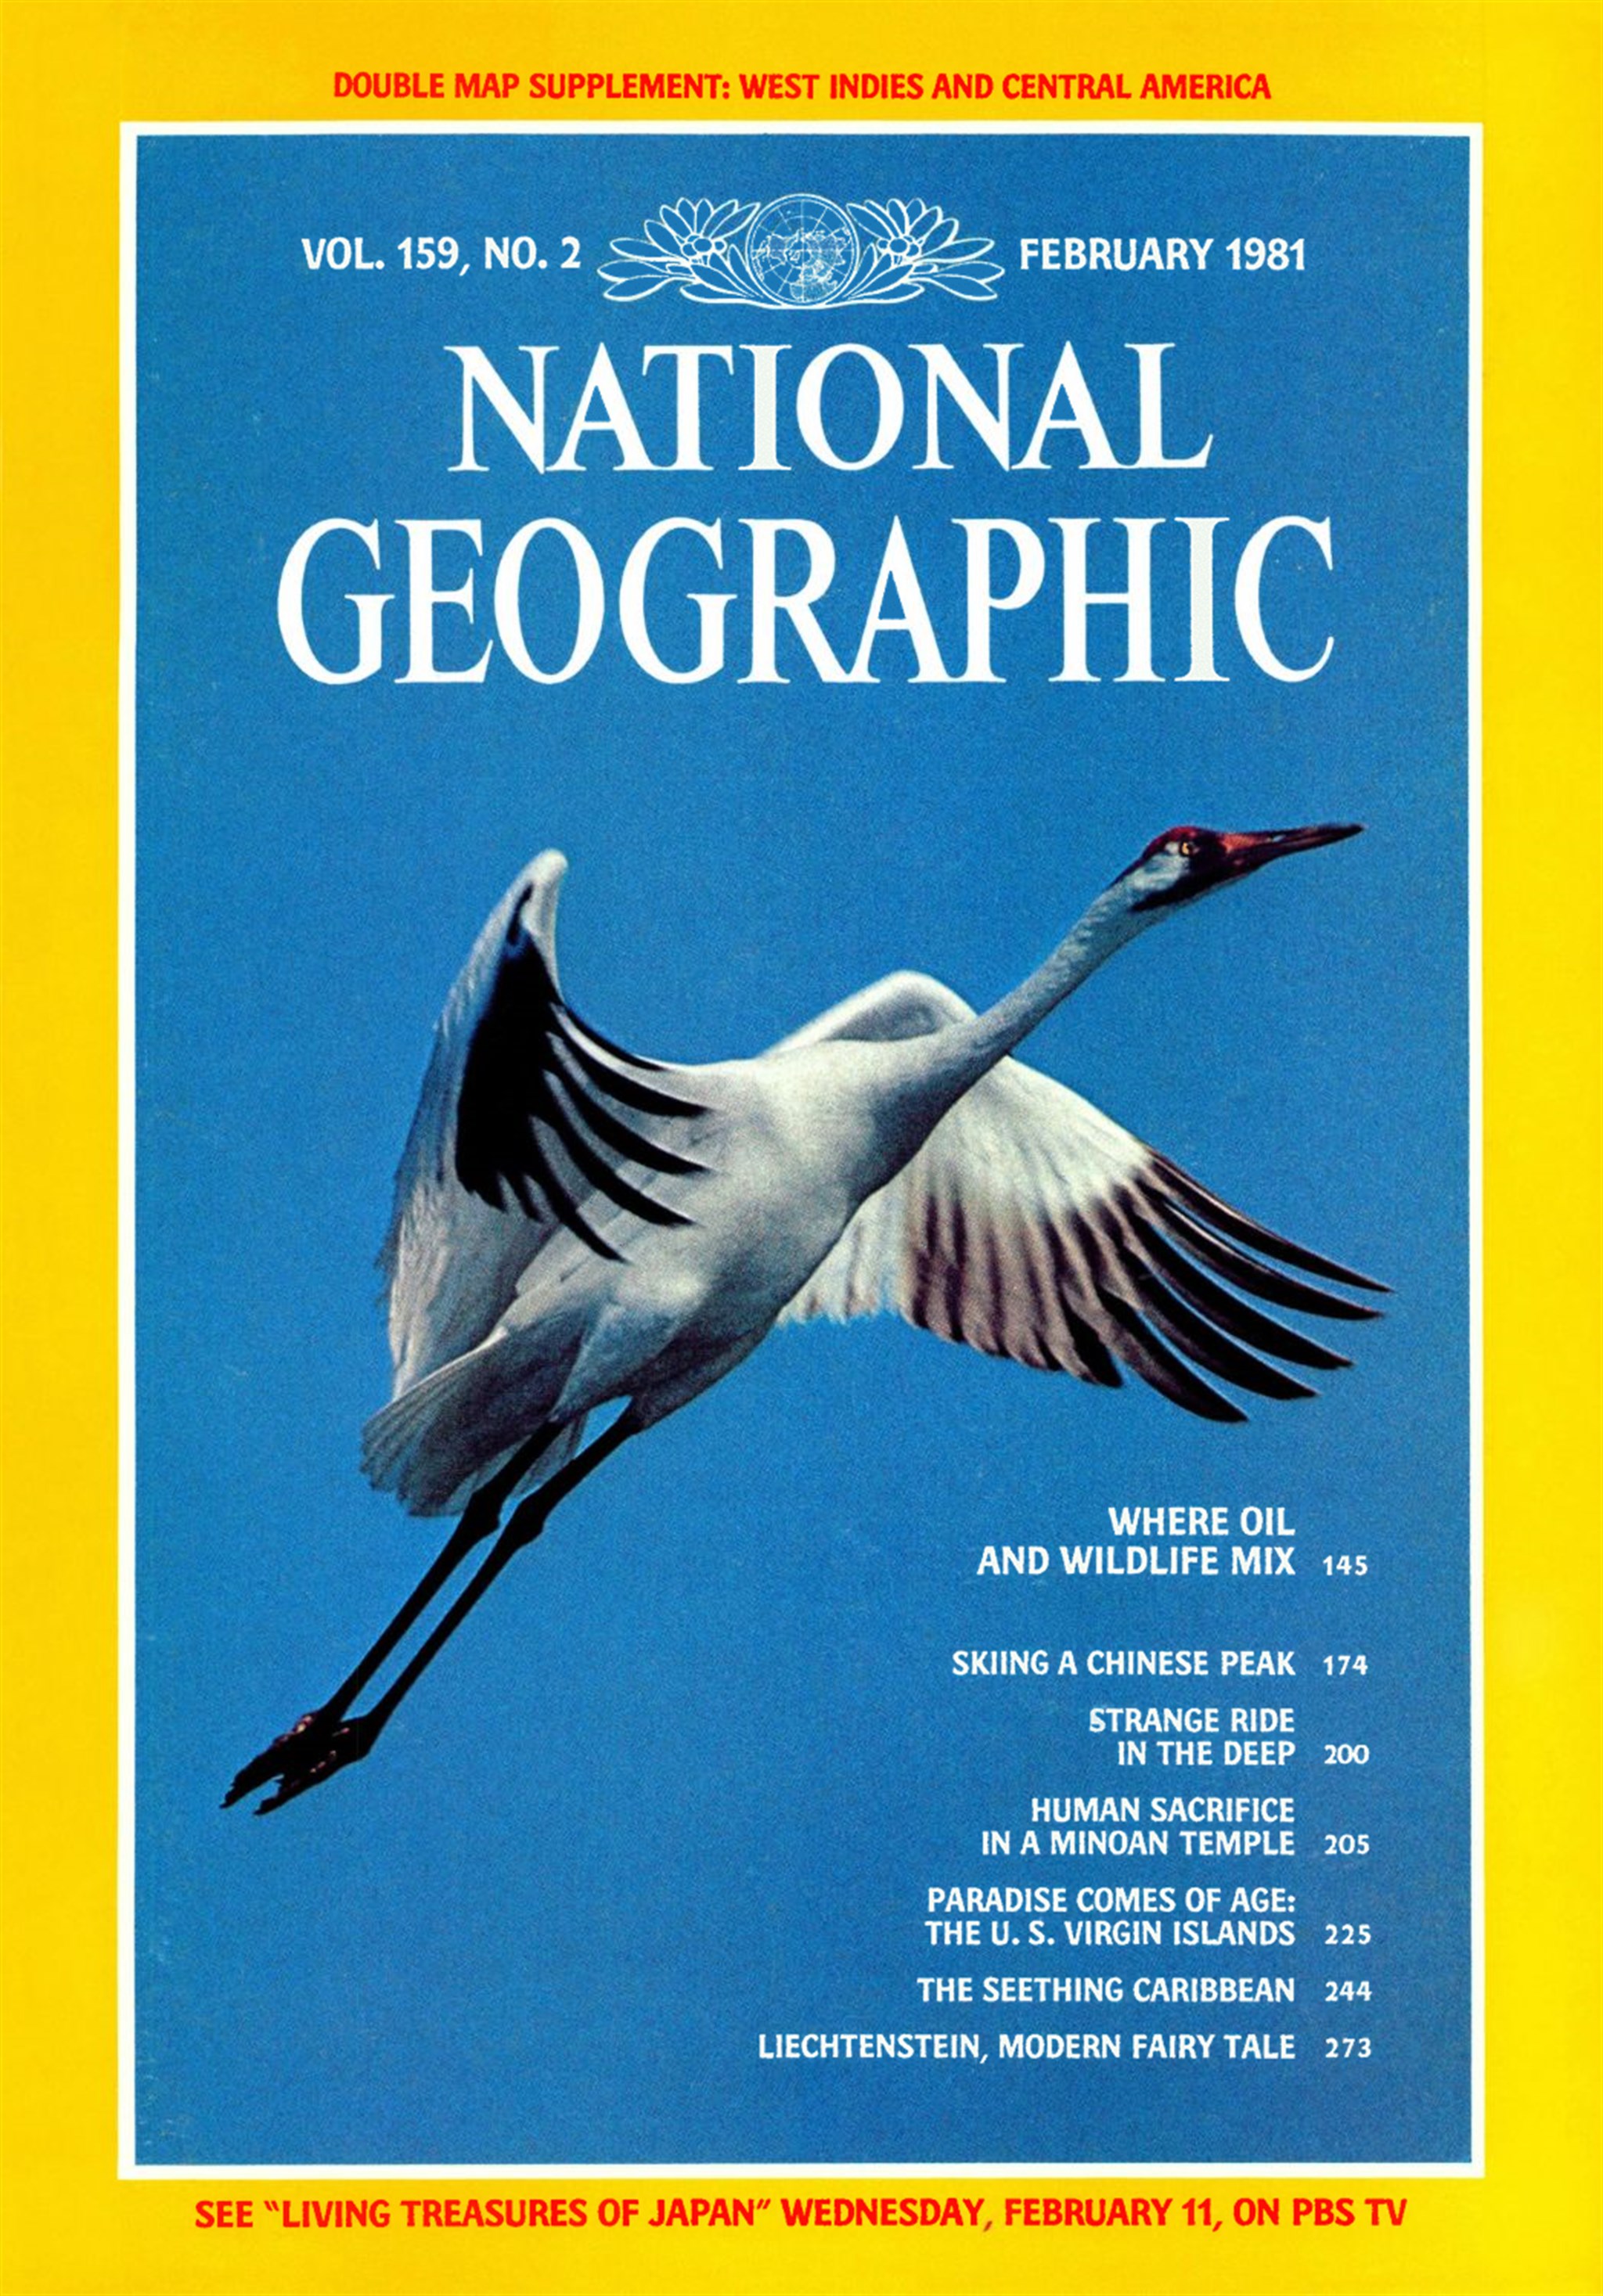 DOUBLE MAP SUPPLEMENT: WEST INDIES AND CENTRAL AMERICA
VOL. 159, NO. 2 FEBRUARY 1981
NATIONAL
GEOGRAPHIC
WHERE OIL
AND WILDLIFE MIX 145
SKIING A CHINESE PEAK 174
STRANGE RIDE
IN THE DEEP 200
HUMAN SACRIFICE
IN A MINOAN TEMPLE 205
PARADISE COMES OF AGE:
THE U. S. VIRGIN ISLANDS 225
THE SEETHING CARIBBEAN 244
LIECHTENSTEIN, MODERN FAIRY TALE 273
SEE "LIVING TREASURES OF JAPAN" WEDNESDAY, FEBRUARY 11, ON PBS TV